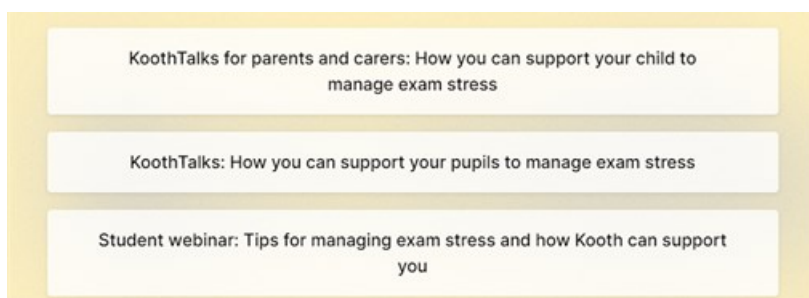 KoothTalks for parents and carers: How you can support your child to
manage exam stress
KoothTalks: How you can support your pupils to manage exam stress
Student webinar: Tips for managing exam stress and how Kooth can support
you